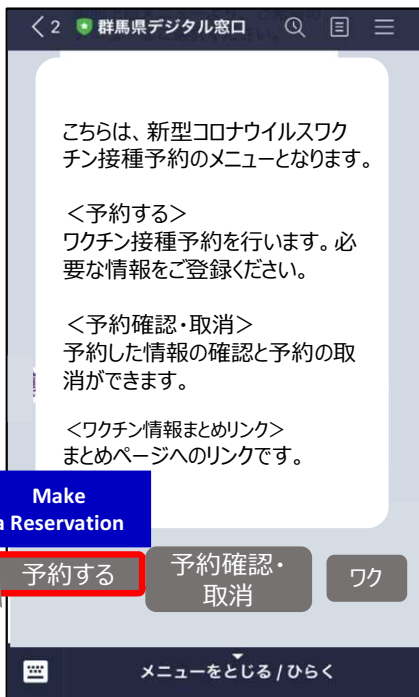 2 群馬県デジタル窓口
こちらは、新型コロナウイルスワク
チン接種予約のメニューとなります。
＜予約する＞
ワクチン接種予約を行います。必
要な情報をご登録ください。
＜予約確認・取消＞
予約した情報の確認と予約の取
消ができます。
＜ワクチン情報まとめリンク＞
まとめページへのリンクです。
Make
a Reservation
予約する
予約確認・
取消
ワク
メニューをとじる / ひらく